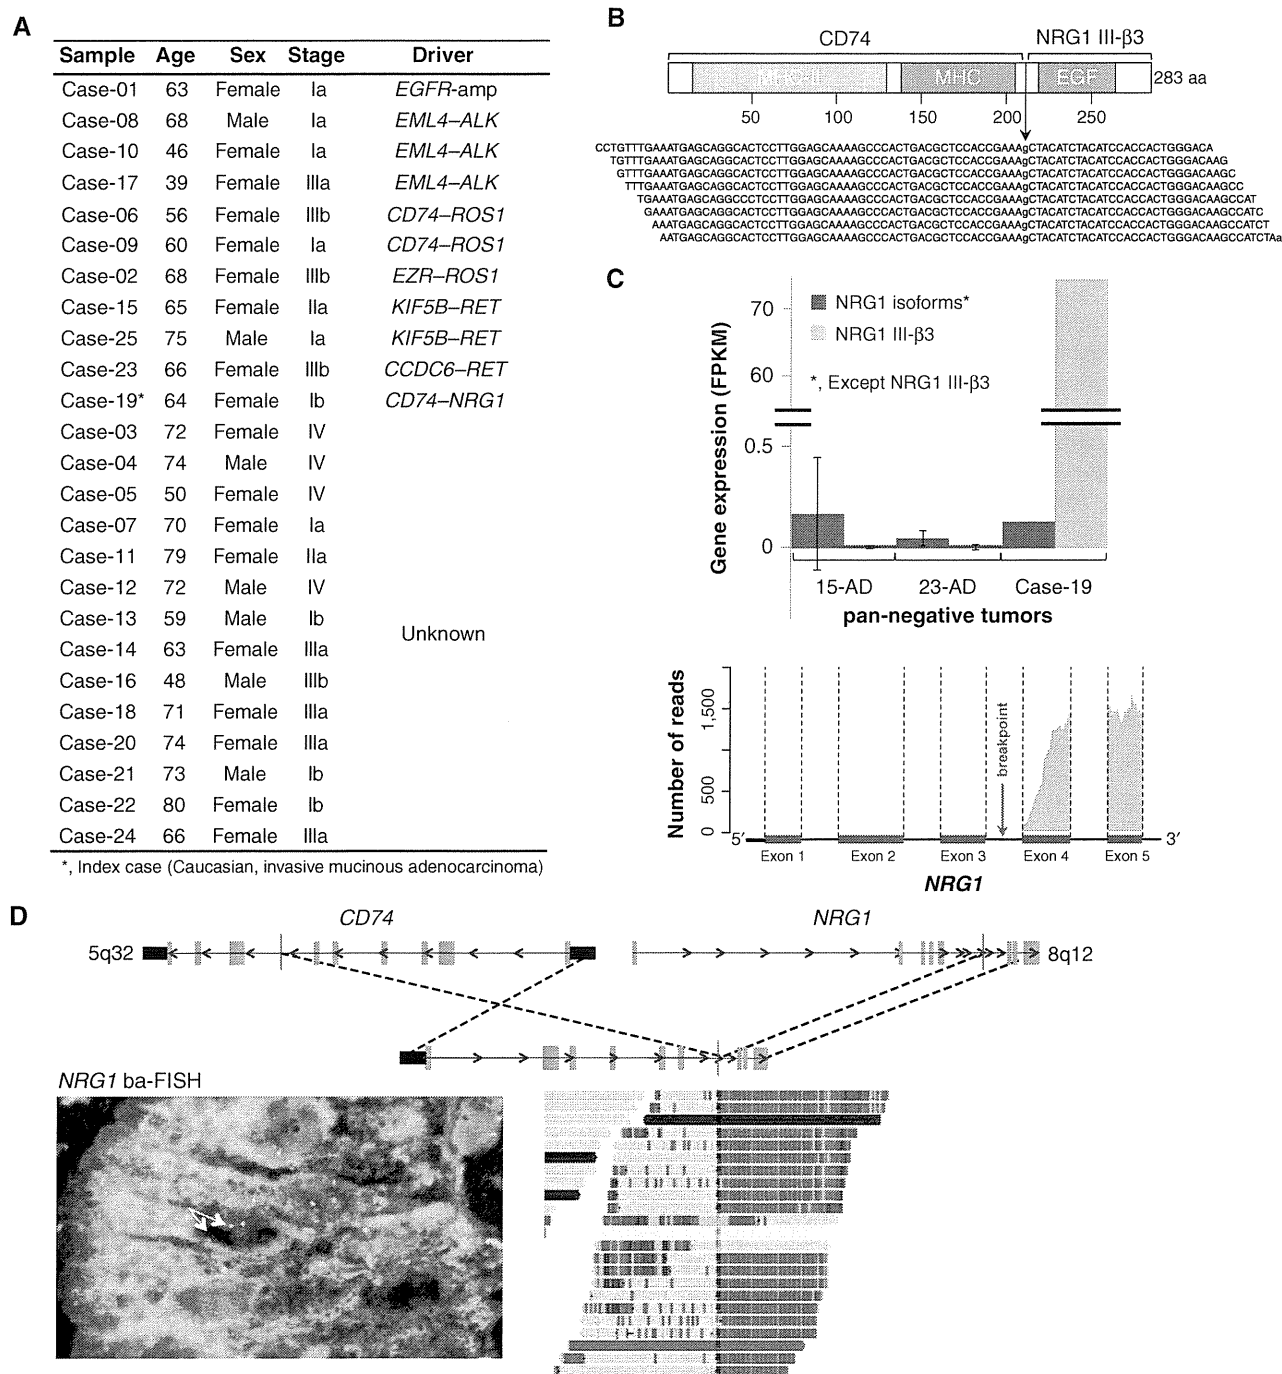 A
Sample Age Sex Stage Driver
Case-01 63 Female Ia EGFR-amp
Case-08 68 Male Ia EML4–ALK
Case-10 46 Female Ia EML4–ALK
Case-17 39 Female IIIa EML4–ALK
Case-06 56 Female IIIb CD74–ROS1
Case-09 60 Female Ia CD74–ROS1
Case-02 68 Female IIIb EZR–ROS1
Case-15 65 Female IIa KIF5B–RET
Case-25 75 Male Ia KIF5B–RET
Case-23 66 Female IIIb CCDC6–RET
Case-19* 64 Female Ib CD74–NRG1
Case-03 72 Female IV
Case-04 74 Male IV
Case-05 50 Female IV
Case-07 70 Female Ia
Case-11 79 Female IIa
Case-12 72 Male IV
Case-13 59 Male Ib
Unknown
Case-14 63 Female IIIa
Case-16 48 Male IIIb
Case-18 71 Female IIIa
Case-20 74 Female IIIa
Case-21 73 Male Ib
Case-22 80 Female Ib
Case-24 66 Female IIIa
*, Index case (Caucasian, invasive mucinous adenocarcinoma)
B
CD74 NRG1 III-β3
MHC-II MHC EGF 283 aa
50 100 150 200 250
CCTGTTTGAAATGAGCAGGCACTCCTTGGAGCAAAAGCCCACTGACGCTCCACCGAAAgCTACATCTACATCCACCACTGGGACA
TGTTTGAAATGAGCAGGCACTCCTTGGAGCAAAAGCCCACTGACGCTCCACCGAAAgCTACATCTACATCCACCACTGGGACAAG
GTTTGAAATGAGCAGGCACTCCTTGGAGCAAAAGCCCACTGACGCTCCACCGAAAgCTACATCTACATCCACCACTGGGACAAGC
TTTGAAATGAGCAGGCACTCCTTGGAGCAAAAGCCCACTGACGCTCCACCGAAAgCTACATCTACATCCACCACTGGGACAAGCC
TGAAATGAGCAGGCCCTCCTTGGAGCAAAAGCCCACTGACGCTCCACCGAAAgCTACATCTACATCCACCACTGGGACAAGCCAT
GAAATGAGCAGGCACTCCTTGGAGCAAAAGCCCACTGACGCTCCACCGAAAgCTACATCTACATCCACCACTGGGACAAGCCATC
AAATGAGCAGGCACTCCTTGGAGCAAAAGCCCACTGACGCTCCACCGAAAgCTACATCTACATCCACCACTGGGACAAGCCATCT
AATGAGCAGGCACTCCTTGGAGCAAAAGCCCACTGACGCTCCACCGAAAgCTACATCTACATCCACCACTGGGACAAGCCATCTAa
C
Gene expression (FPKM)
70
60
0.5
0
NRG1 isoforms*
NRG1 III-β3
*, Except NRG1 III-β3
15-AD 23-AD Case-19
pan-negative tumors
Number of reads
1,500
500
0
breakpoint
5′ 3′
Exon 1 Exon 2 Exon 3 Exon 4 Exon 5
NRG1
D
CD74 NRG1
5q32 8q12
NRG1 ba-FISH